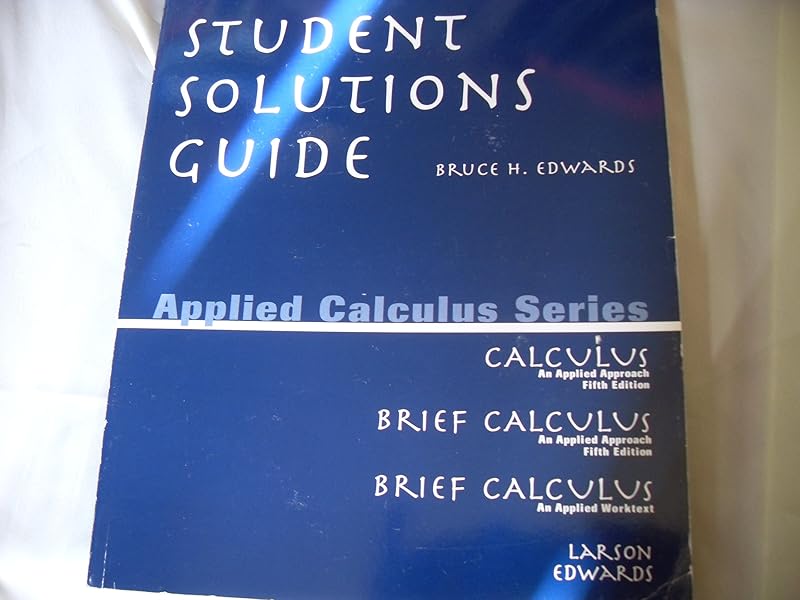 STUDENT
SOLUTIONS
GUIDE
BRUCE H. EDWARDS
Applied Calculus Series
CALCULUS
An Applied Approach
Fifth Edition
BRIEF CALCULUS
An Applied Approach
Fifth Edition
BRIEF CALCULUS
An Applied Worktext
LARSON
EDWARDS